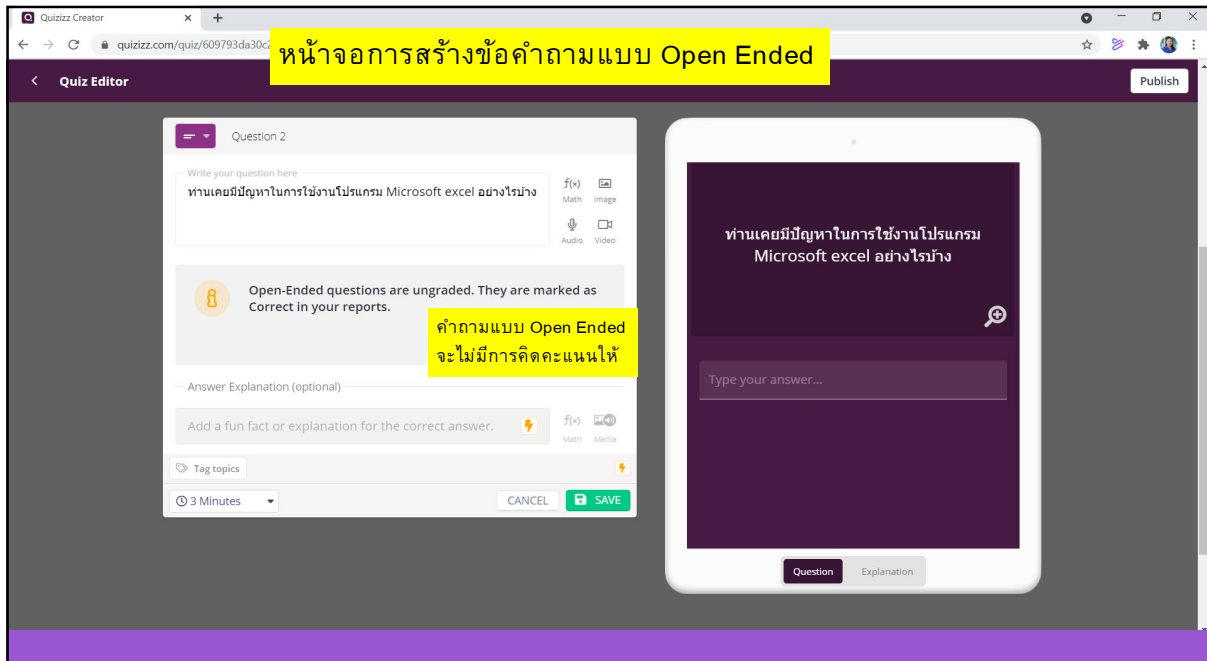 Quizizz Creator
quizizz.com/quiz/609793da30c
หน้าจอการสร้างข้อคำถามแบบ Open Ended
Quiz Editor
Publish
Question 2
Write your question here
ท่านเคยมีปัญหาในการใช้งานโปรแกรม Microsoft excel อย่างไรบ้าง
f(x)
Math
Image
Audio
Video
Open-Ended questions are ungraded. They are marked as
Correct in your reports.
คำถามแบบ Open Ended
จะไม่มีการคิดคะแนนให้
Answer Explanation (optional)
Add a fun fact or explanation for the correct answer.
f(x)
Math
Media
Tag topics
3 Minutes
CANCEL
SAVE
ท่านเคยมีปัญหาในการใช้งานโปรแกรม
Microsoft excel อย่างไรบ้าง
Type your answer...
Question
Explanation